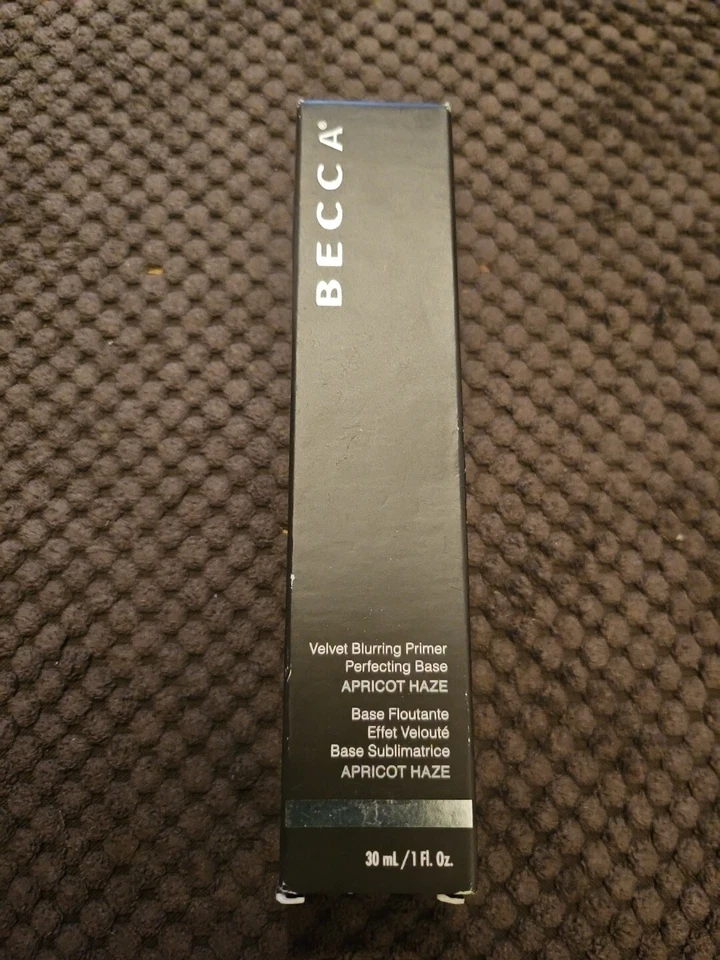 BECCA®
Velvet Blurring Primer
Perfecting Base
APRICOT HAZE
Base Floutante
Effet Velouté
Base Sublimatrice
APRICOT HAZE
30 mL/1 Fl. Oz.